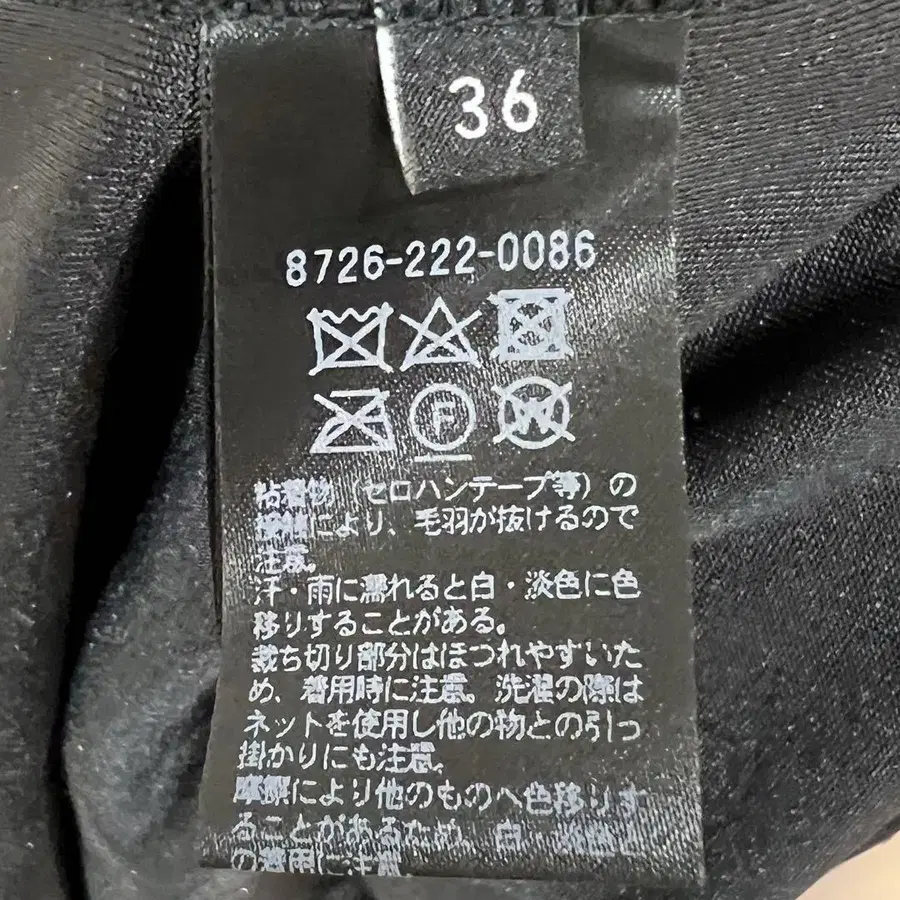 36
8726-222-0086
F
W
粘着物（セロハンテープ等）の
接触により、毛羽が抜けるので
注意。
汗・雨に濡れると白・淡色に色
移りすることがある。
裁ち切り部分はほつれやすいた
め、着用時に注意。洗濯の際は
ネットを使用し他の物との引っ
掛かりにも注意。
摩擦により他のものへ色移りす
ることがあるため、白・淡色と
の着用に注意。